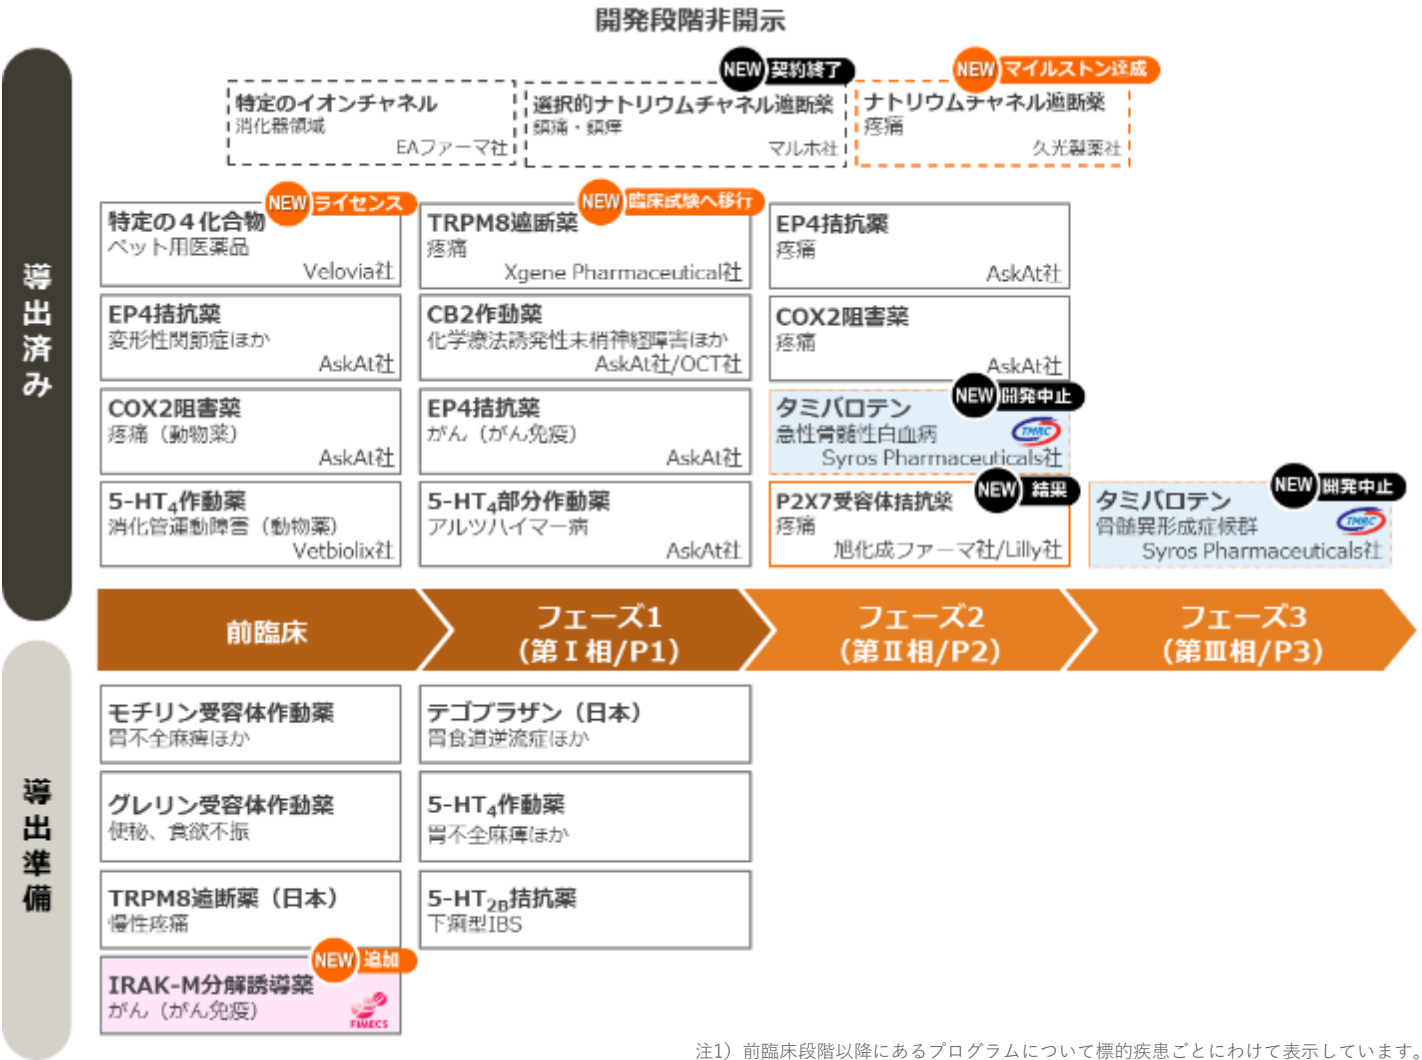 開発段階非開示
NEW 契約終了
NEW マイルストン達成
特定のイオンチャネル
消化器領域
EAファーマ社
選択的ナトリウムチャネル遮断薬
鎮痛・鎮痒
マルホ社
ナトリウムチャネル遮断薬
疼痛
久光製薬社
導出済み
NEW ライセンス
特定の４化合物
ペット用医薬品
Velovia社
NEW 臨床試験へ移行
TRPM8遮断薬
疼痛
Xgene Pharmaceutical社
EP4拮抗薬
疼痛
AskAt社
EP4拮抗薬
変形性関節症ほか
AskAt社
CB2作動薬
化学療法誘発性末梢神経障害ほか
AskAt社/OCT社
COX2阻害薬
疼痛
AskAt社
COX2阻害薬
疼痛（動物薬）
AskAt社
EP4拮抗薬
がん（がん免疫）
AskAt社
NEW 開発中止
タミバロテン
急性骨髄性白血病
TMRC
Syros Pharmaceuticals社
5-HT4作動薬
消化管運動障害（動物薬）
Vetbiolix社
5-HT4部分作動薬
アルツハイマー病
AskAt社
NEW 結果
P2X7受容体拮抗薬
疼痛
旭化成ファーマ社/Lilly社
NEW 開発中止
タミバロテン
骨髄異形成症候群
TMRC
Syros Pharmaceuticals社
前臨床
フェーズ1
（第Ⅰ相/P1）
フェーズ2
（第Ⅱ相/P2）
フェーズ3
（第Ⅲ相/P3）
導出準備
モチリン受容体作動薬
胃不全麻痺ほか
テゴプラザン（日本）
胃食道逆流症ほか
グレリン受容体作動薬
便秘、食欲不振
5-HT4作動薬
胃不全麻痺ほか
TRPM8遮断薬（日本）
慢性疼痛
5-HT2B拮抗薬
下痢型IBS
NEW 追加
IRAK-M分解誘導薬
がん（がん免疫）
FIMECS
注1）前臨床段階以降にあるプログラムについて標的疾患ごとにわけて表示しています